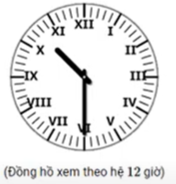 XII
XI I
X II
IX III
VIII IV
VII V
VI
(Đồng hồ xem theo hệ 12 giờ)